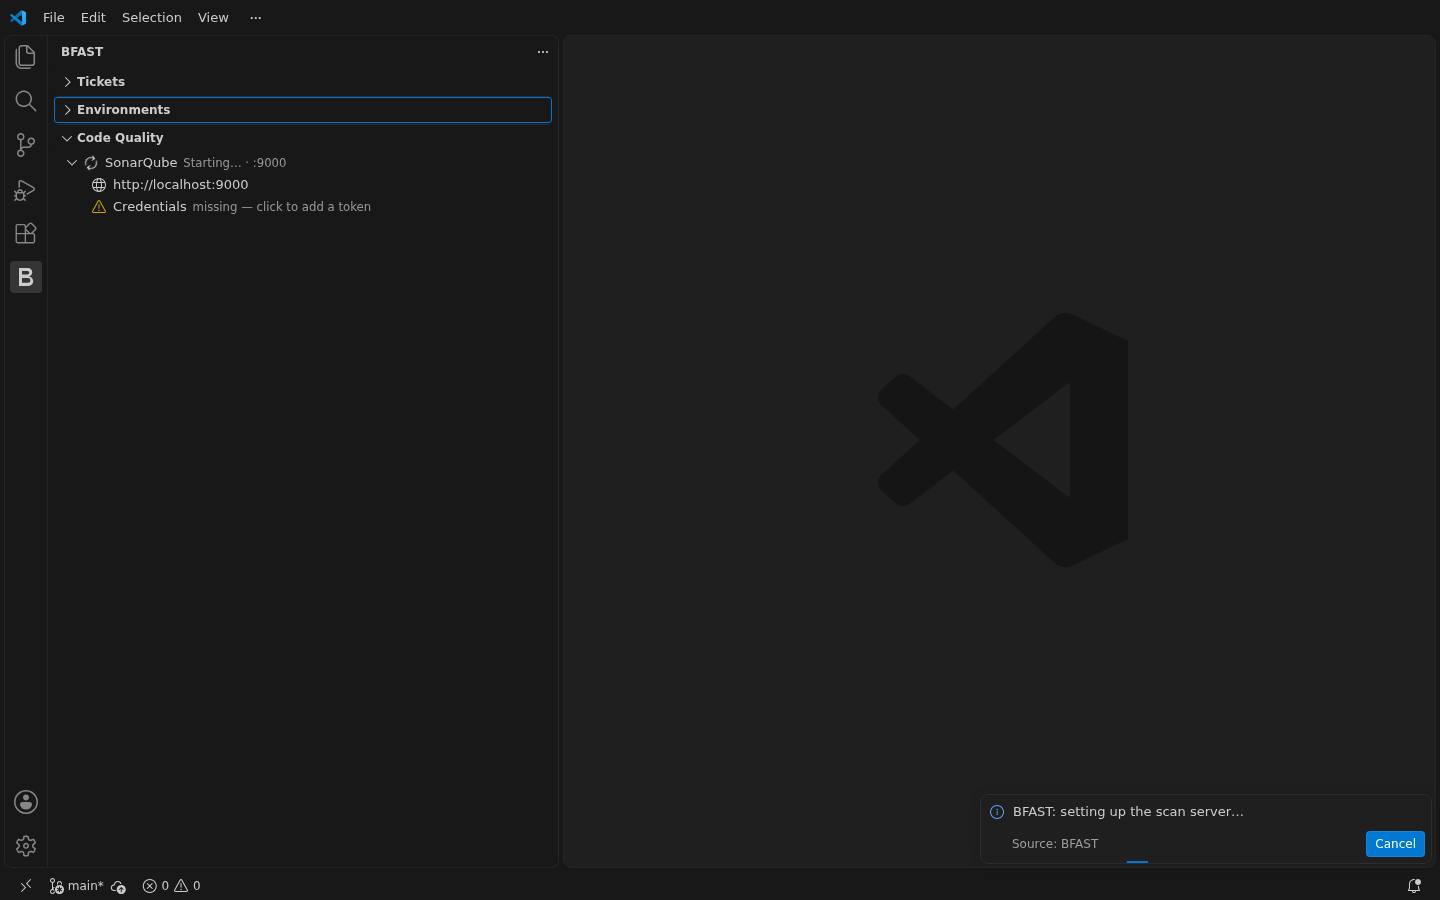 File Edit Selection View ···
BFAST ···
Tickets
Environments
Code Quality
SonarQube Starting... · :9000
http://localhost:9000
Credentials missing — click to add a token
B
BFAST: setting up the scan server...
Source: BFAST
Cancel
main* 0 0